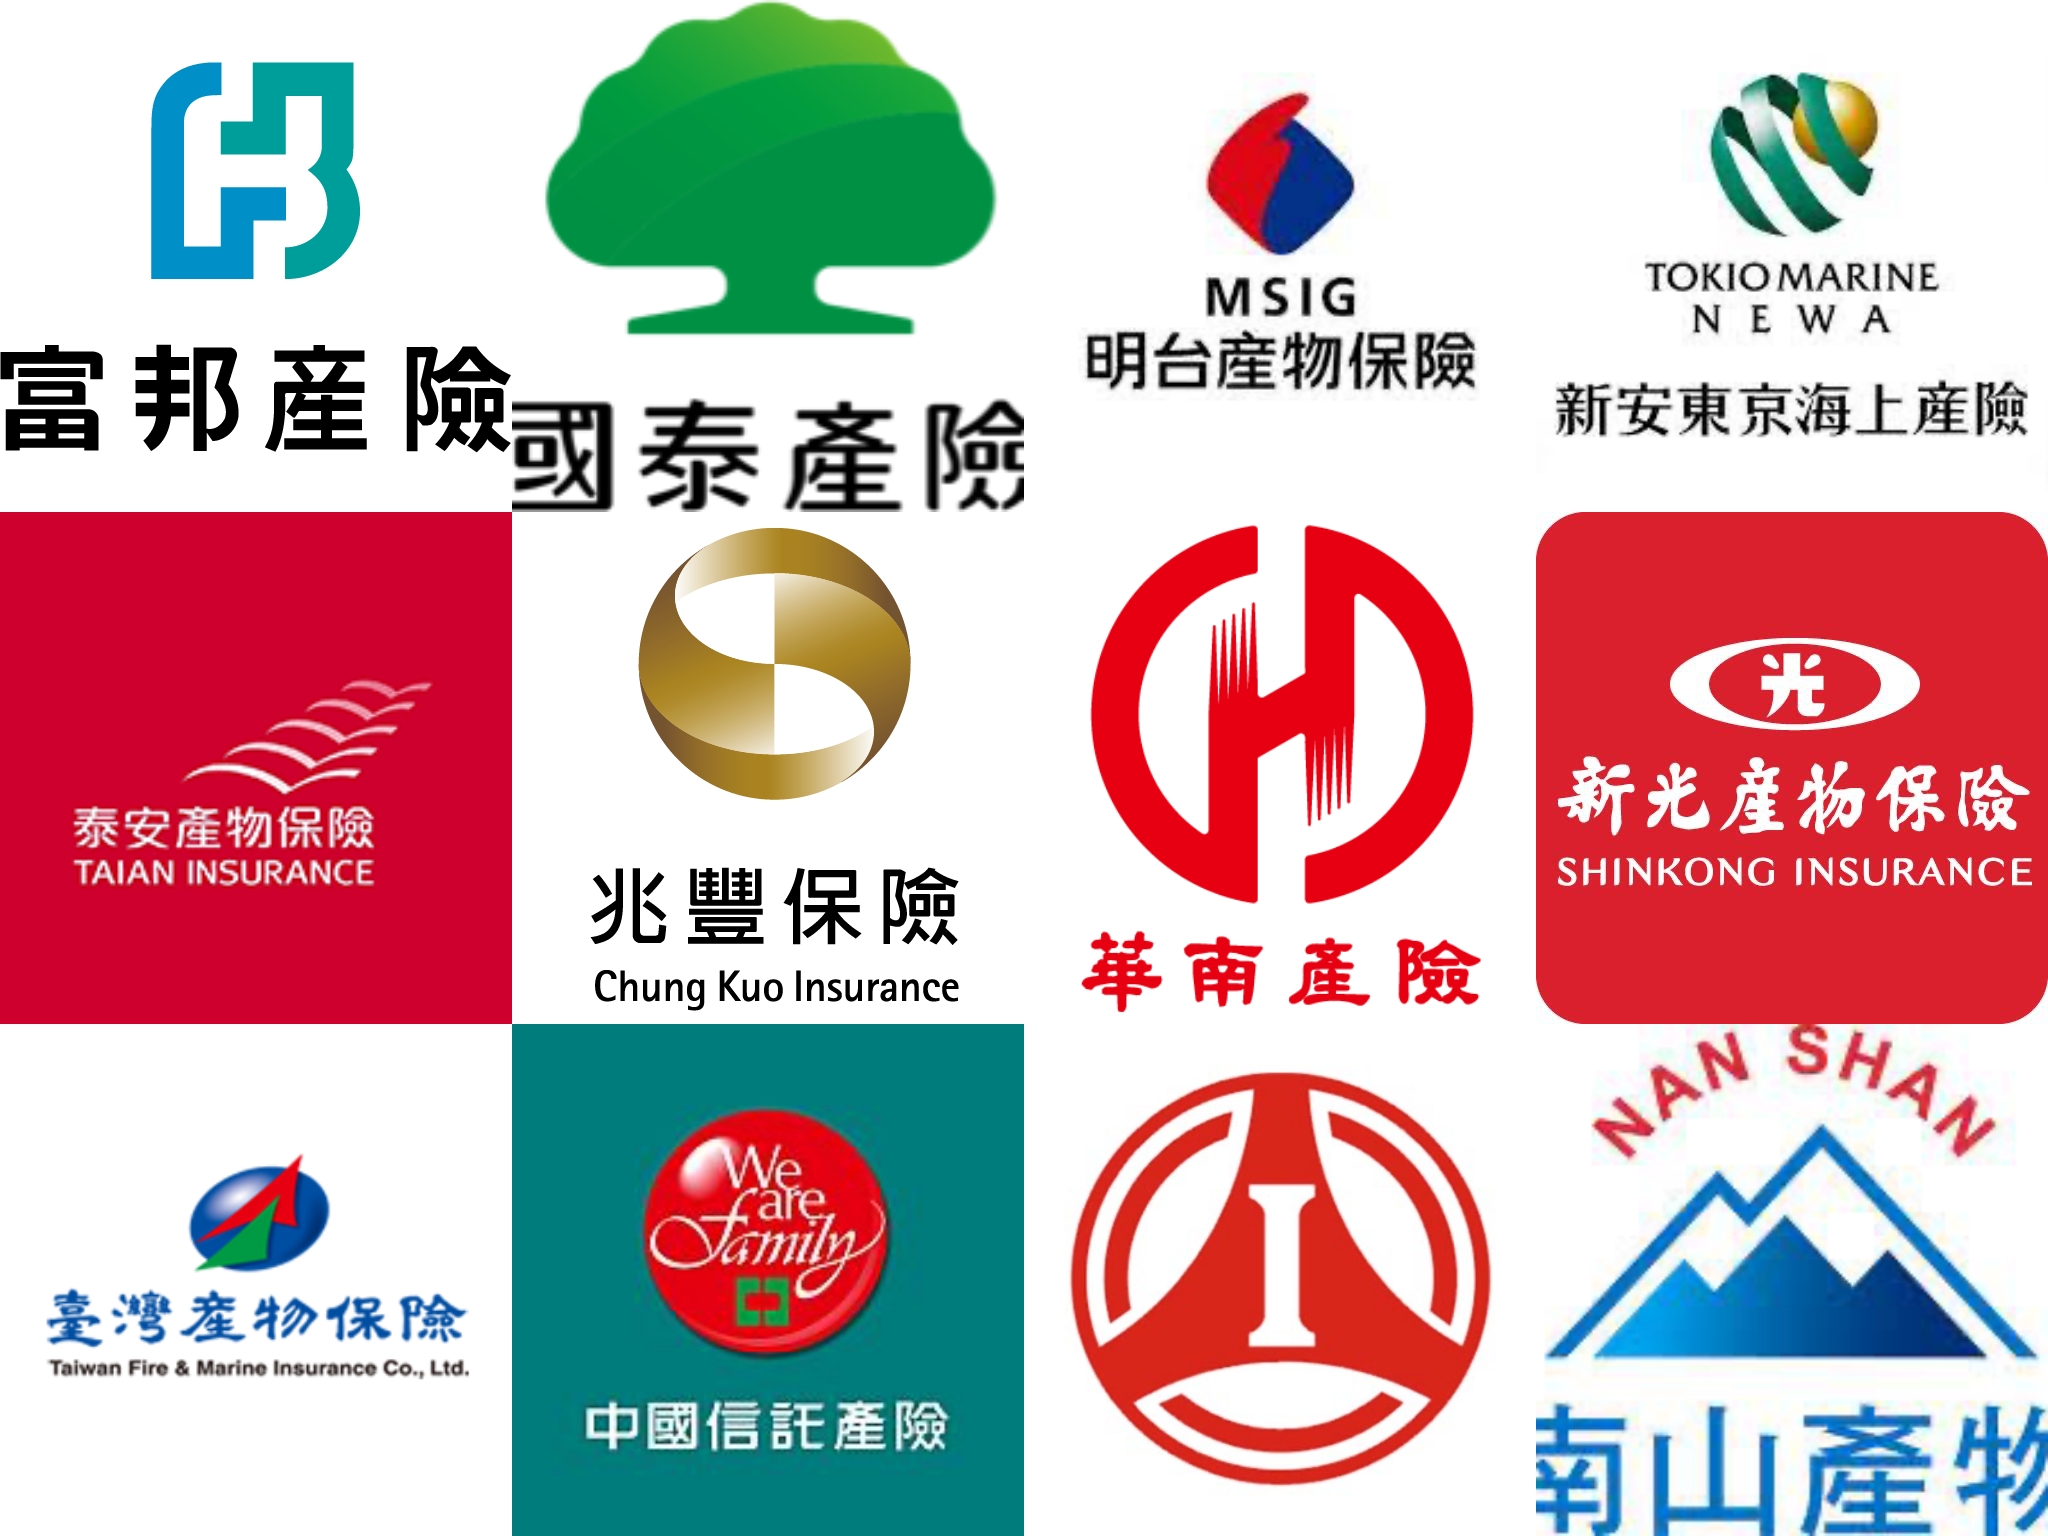 富邦產險
國泰產險
MSIG
明台產物保險
TOKIO MARINE
NEWA
新安東京海上產險
泰安產物保險
TAIAN INSURANCE
兆豐保險
Chung Kuo Insurance
華南產險
光
新光產物保險
SHINKONG INSURANCE
臺灣產物保險
Taiwan Fire & Marine Insurance Co., Ltd.
We
care
Family
中國信託產險
I
NAN SHAN
南山產物